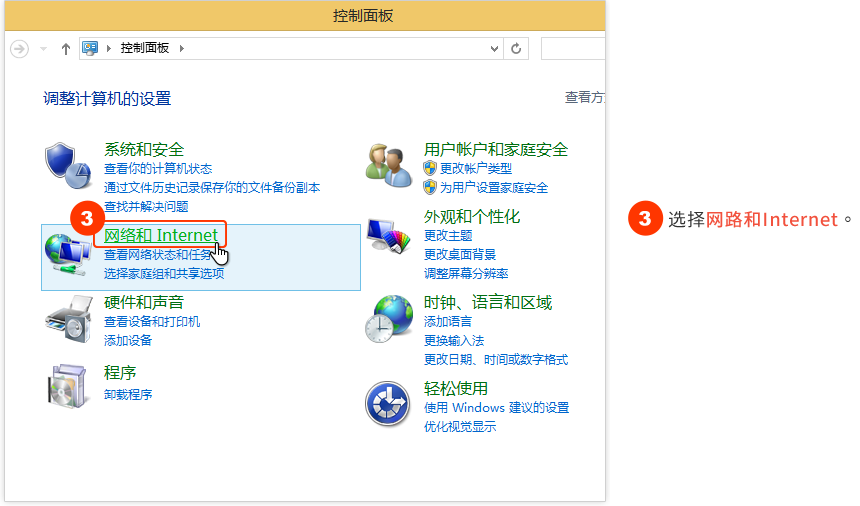 控制面板
控制面板
调整计算机的设置
查看方
系统和安全
查看你的计算机状态
通过文件历史记录保存你的文件备份副本
查找并解决问题
3
网络和 Internet
查看网络状态和任务
选择家庭组和共享选项
硬件和声音
查看设备和打印机
添加设备
程序
卸载程序
用户帐户和家庭安全
更改帐户类型
为用户设置家庭安全
外观和个性化
更改主题
更改桌面背景
调整屏幕分辨率
时钟、语言和区域
添加语言
更换输入法
更改日期、时间或数字格式
轻松使用
使用 Windows 建议的设置
优化视觉显示
3 选择网路和Internet。